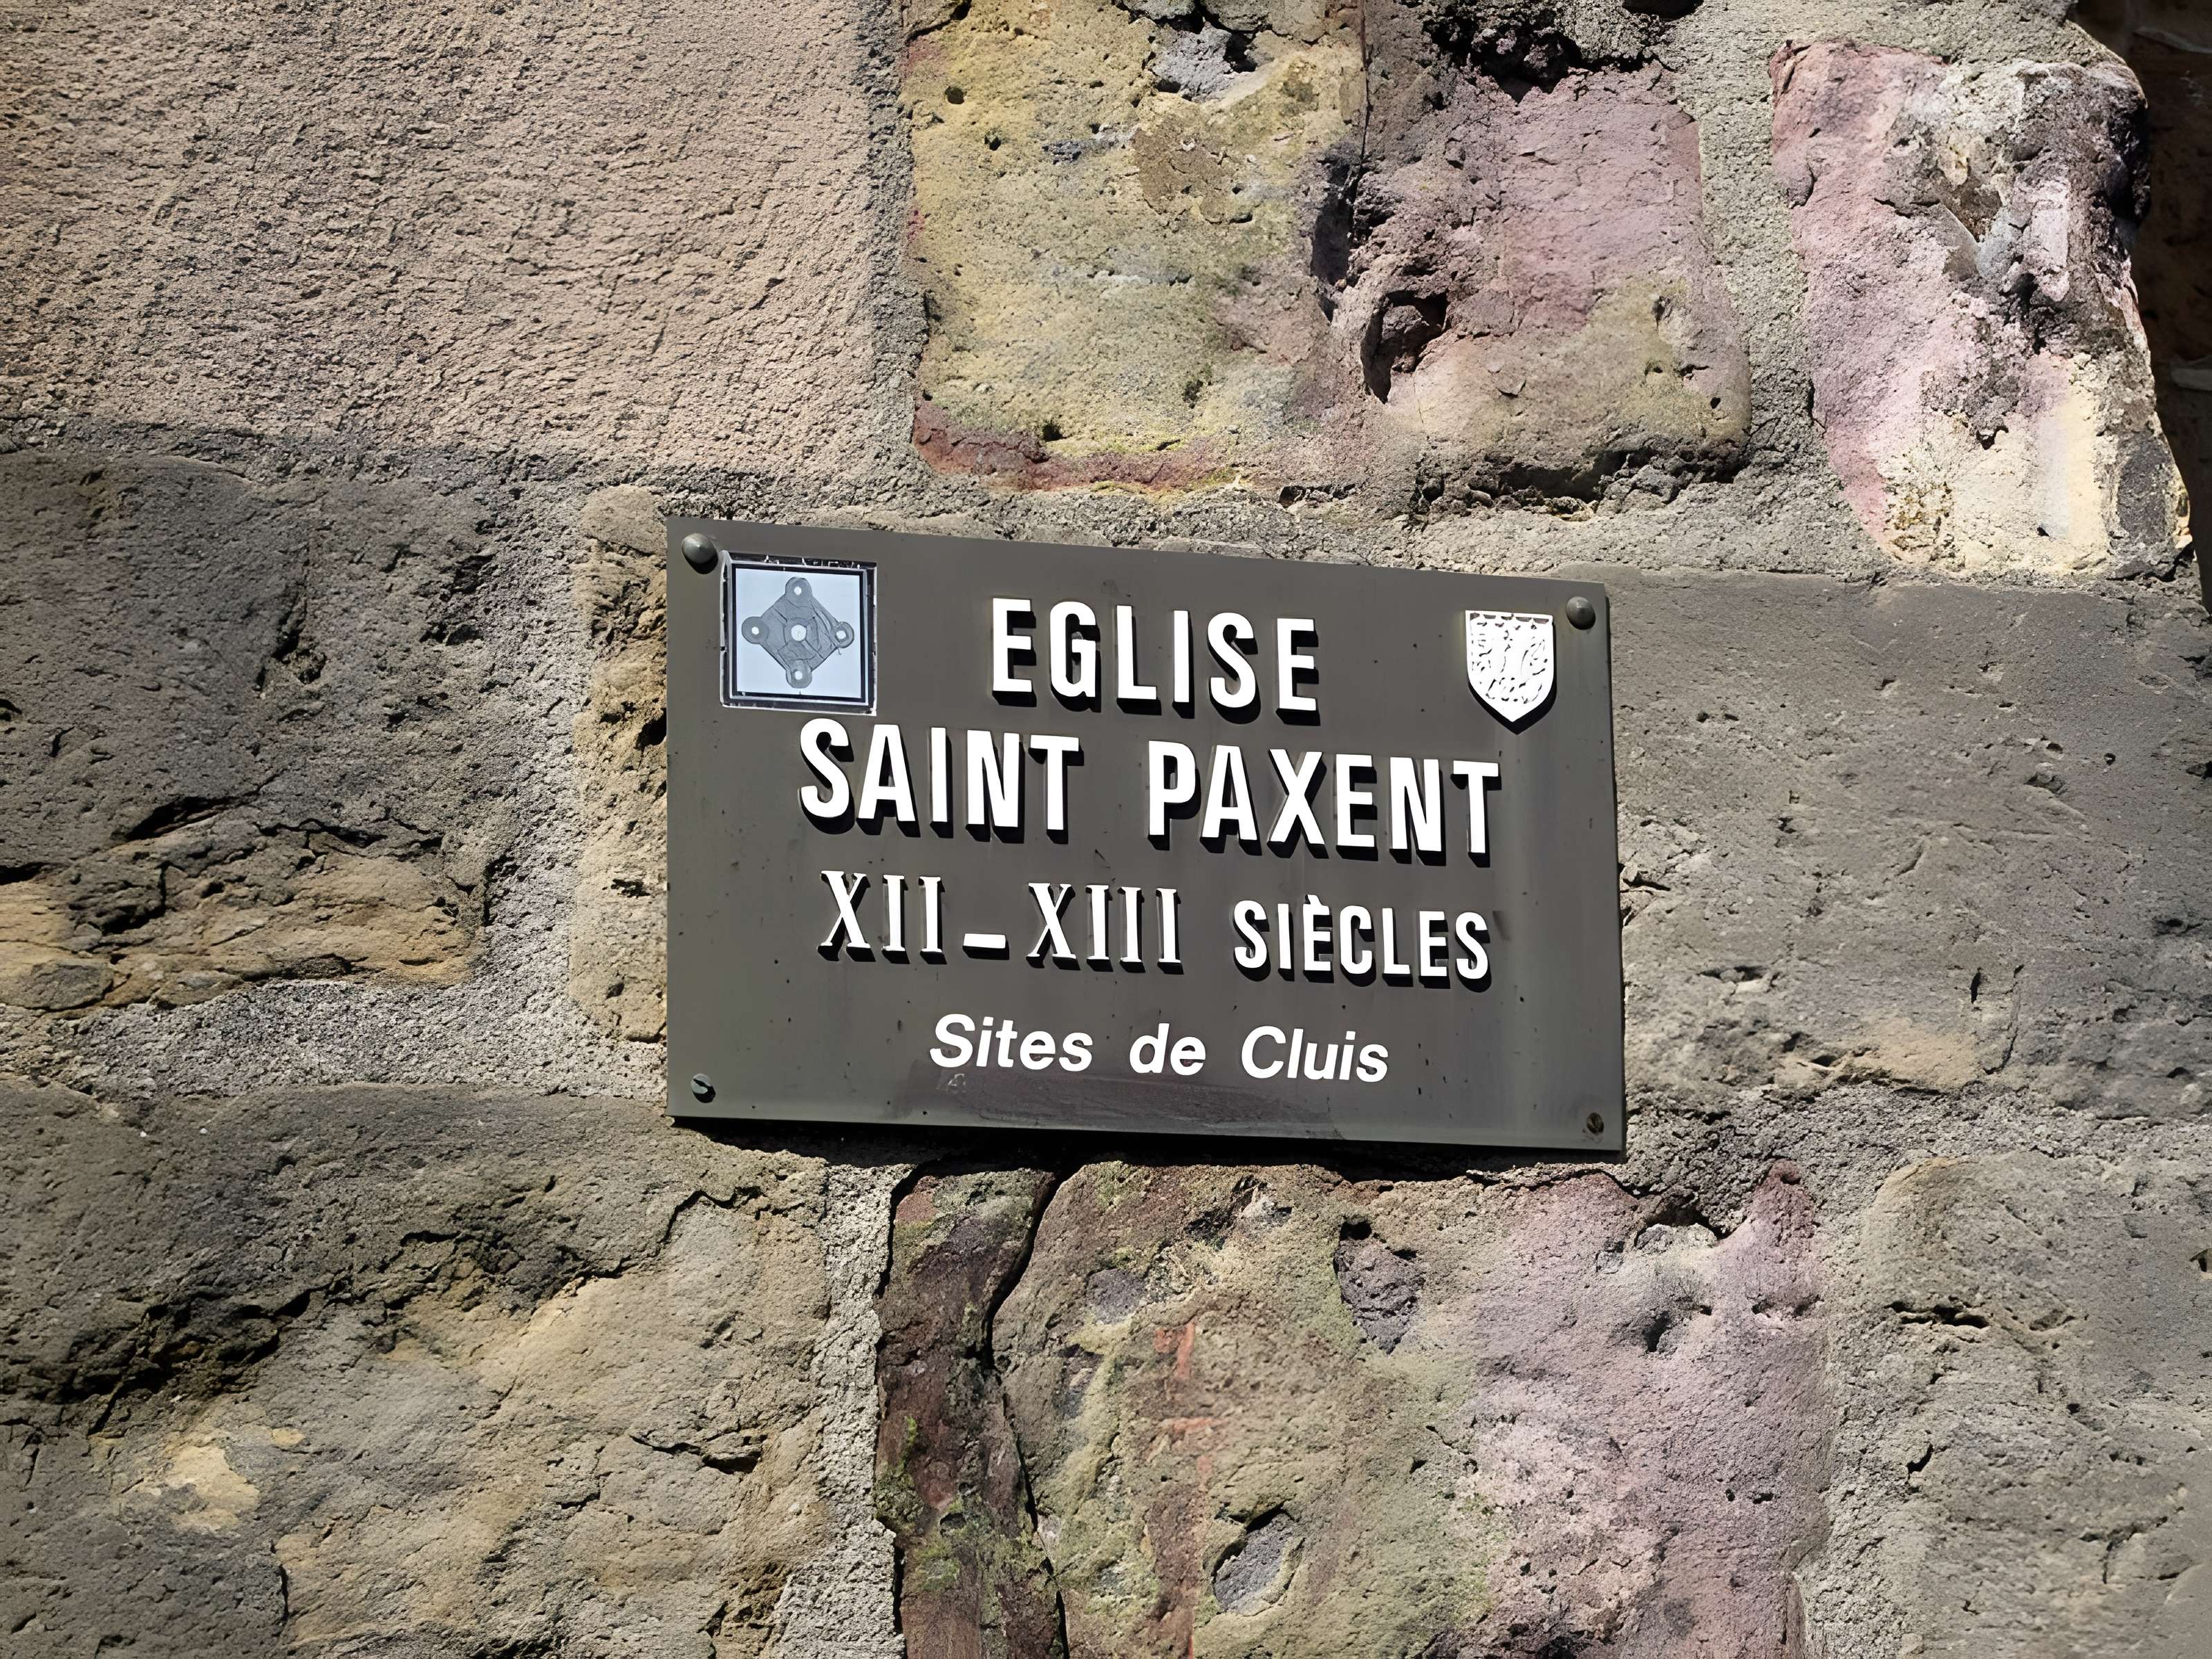 EGLISE
SAINT PAXENT
XII–XIII SIÈCLES
Sites de Cluis